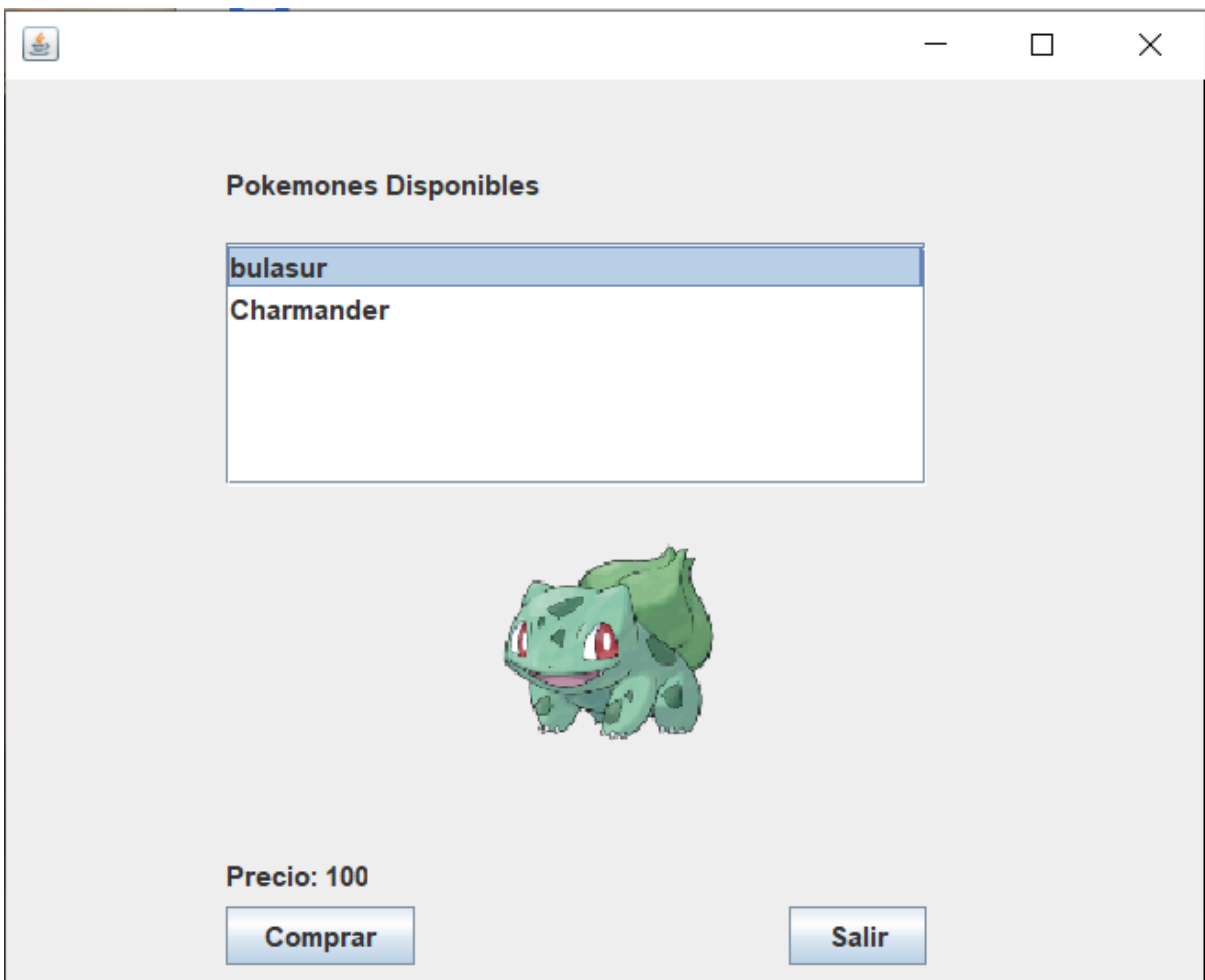 Pokemones Disponibles
bulasur
Charmander
Precio: 100
Comprar
Salir